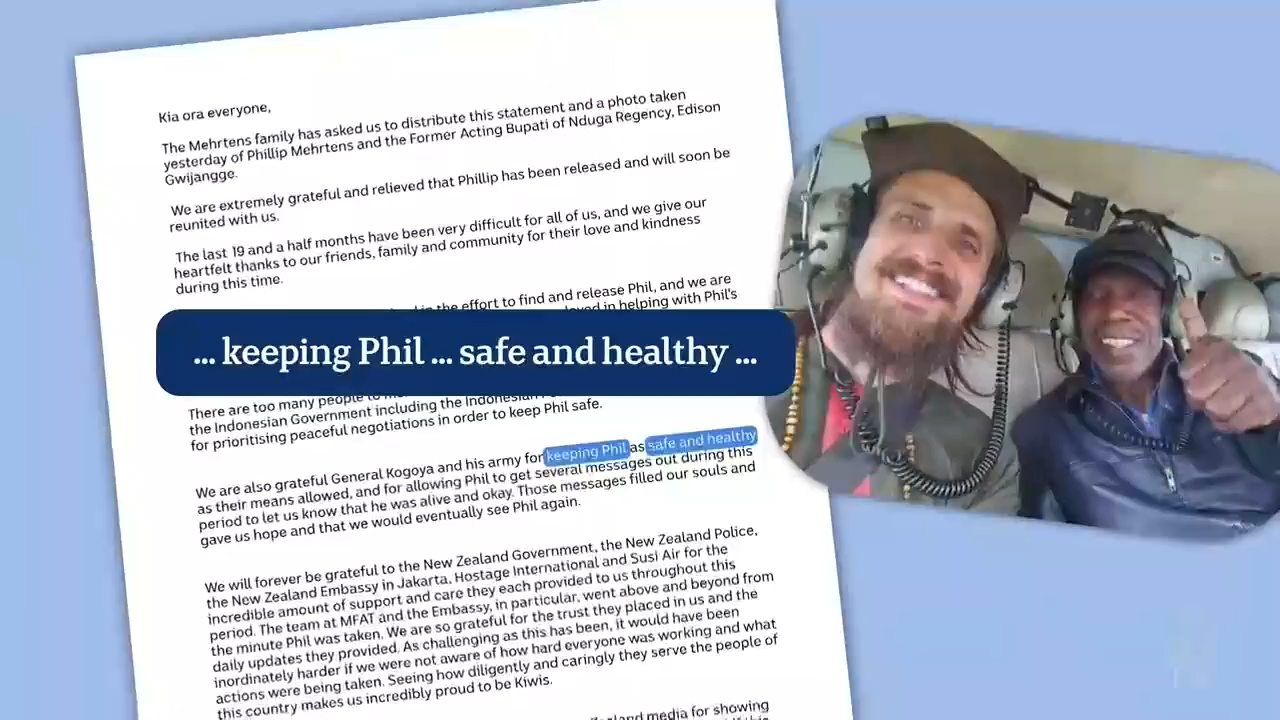 Kia ora everyone,
The Mehrtens family has asked us to distribute this statement and a photo taken
yesterday of Phillip Mehrtens and the Former Acting Bupati of Nduga Regency, Edison
Gwijangge.
We are extremely grateful and relieved that Phillip has been released and will soon be
reunited with us.
The last 19 and a half months have been very difficult for all of us, and we give our
heartfelt thanks to our friends, family and community for their love and kindness
during this time.
in the effort to find and release Phil, and we are
in helping with Phil's
... keeping Phil ... safe and healthy ...
There are too many people to
the Indonesian Government including the Indonesian
for prioritising peaceful negotiations in order to keep Phil safe.
We are also grateful General Kogoya and his army for keeping Phil as safe and healthy
as their means allowed, and for allowing Phil to get several messages out during this
period to let us know that he was alive and okay. Those messages filled our souls and
gave us hope and that we would eventually see Phil again.
We will forever be grateful to the New Zealand Government, the New Zealand Police,
the New Zealand Embassy in Jakarta, Hostage International and Susi Air for the
incredible amount of support and care they each provided to us throughout this
period. The team at MFAT and the Embassy, in particular, went above and beyond from
the minute Phil was taken. We are so grateful for the trust they placed in us and the
daily updates they provided. As challenging as this has been, it would have been
inordinately harder if we were not aware of how hard everyone was working and what
actions were being taken. Seeing how diligently and caringly they serve the people of
this country makes us incredibly proud to be Kiwis.
media for showing